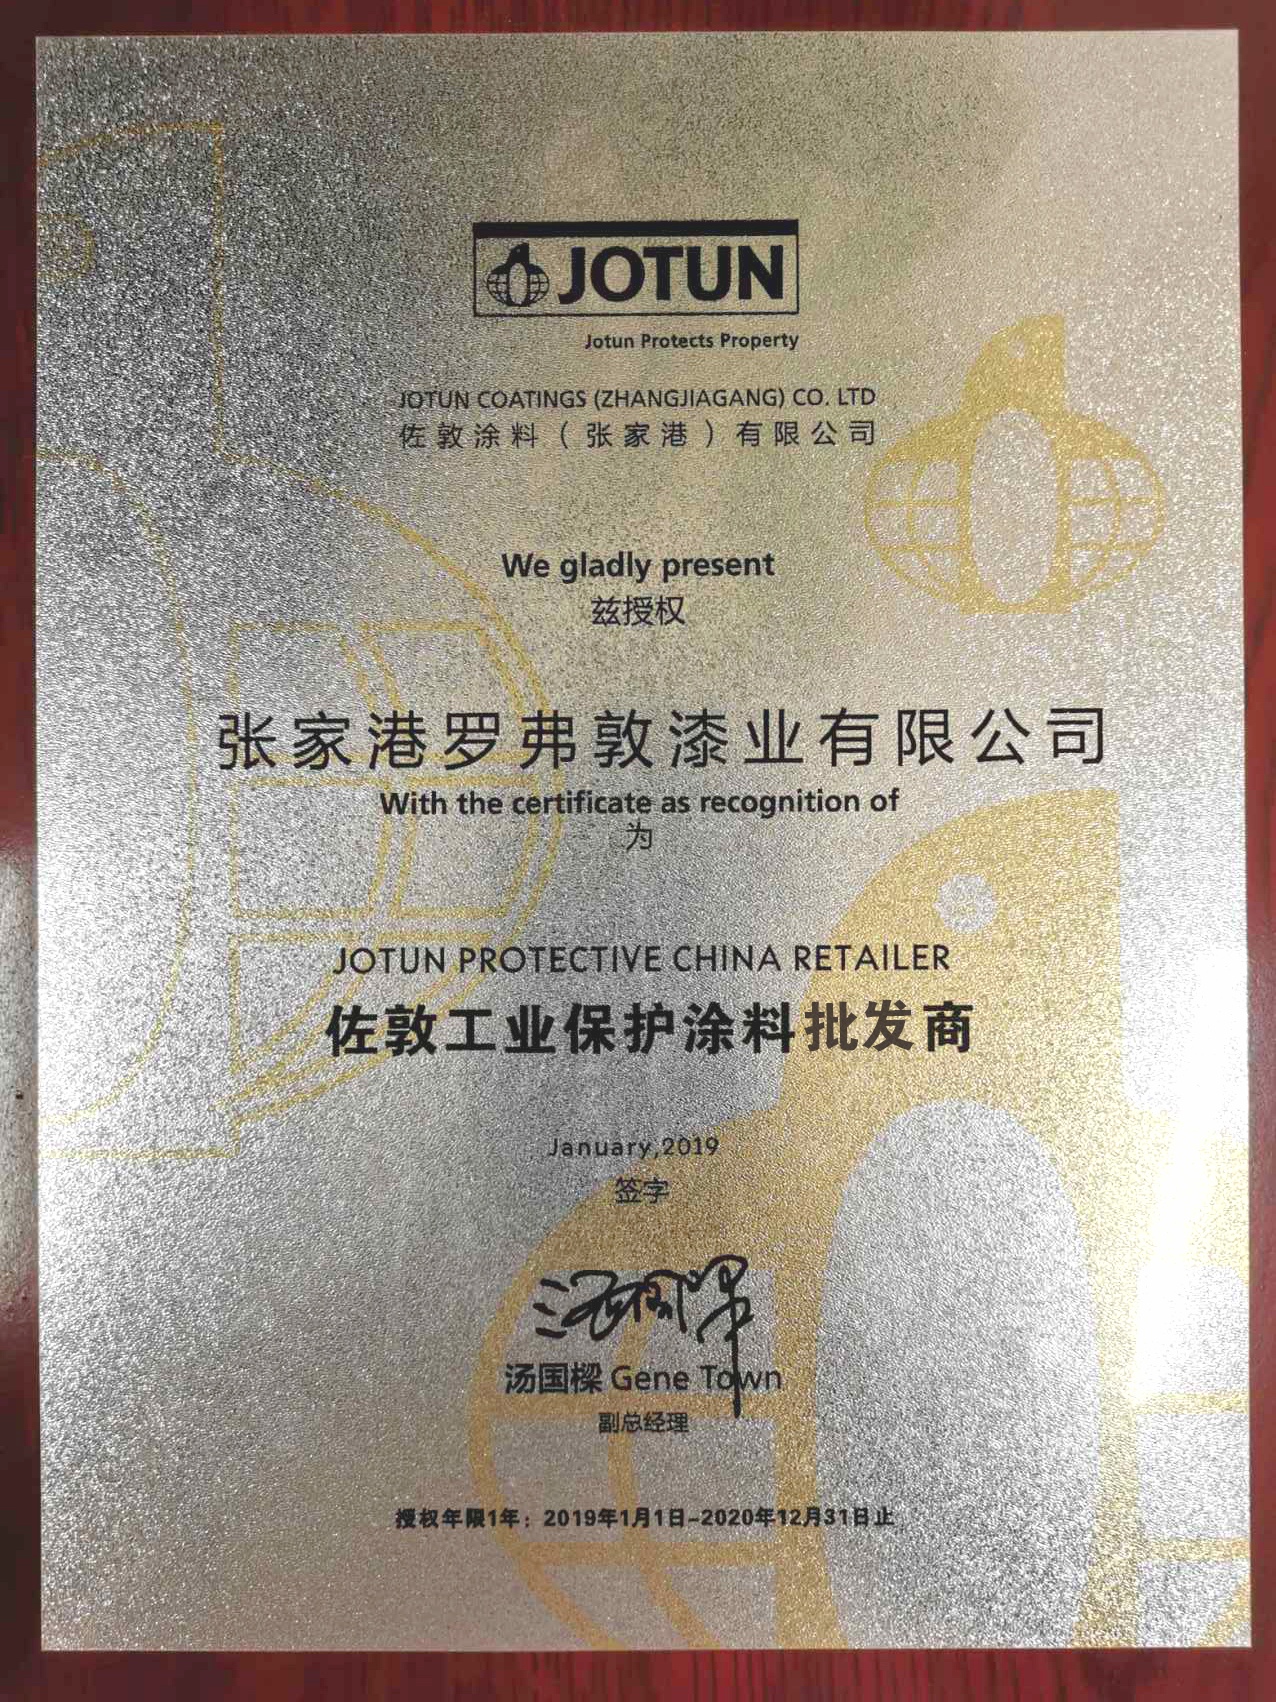 JOTUN
Jotun Protects Property
JOTUN COATINGS (ZHANGJIAGANG) CO. LTD
佐敦涂料（张家港）有限公司
We gladly present
兹授权
张家港罗弗敦漆业有限公司
With the certificate as recognition of
为
JOTUN PROTECTIVE CHINA RETAILER
佐敦工业保护涂料批发商
January,2019
签字
汤国樑
汤国樑 Gene Town
副总经理
授权年限1年：2019年1月1日-2020年12月31日止